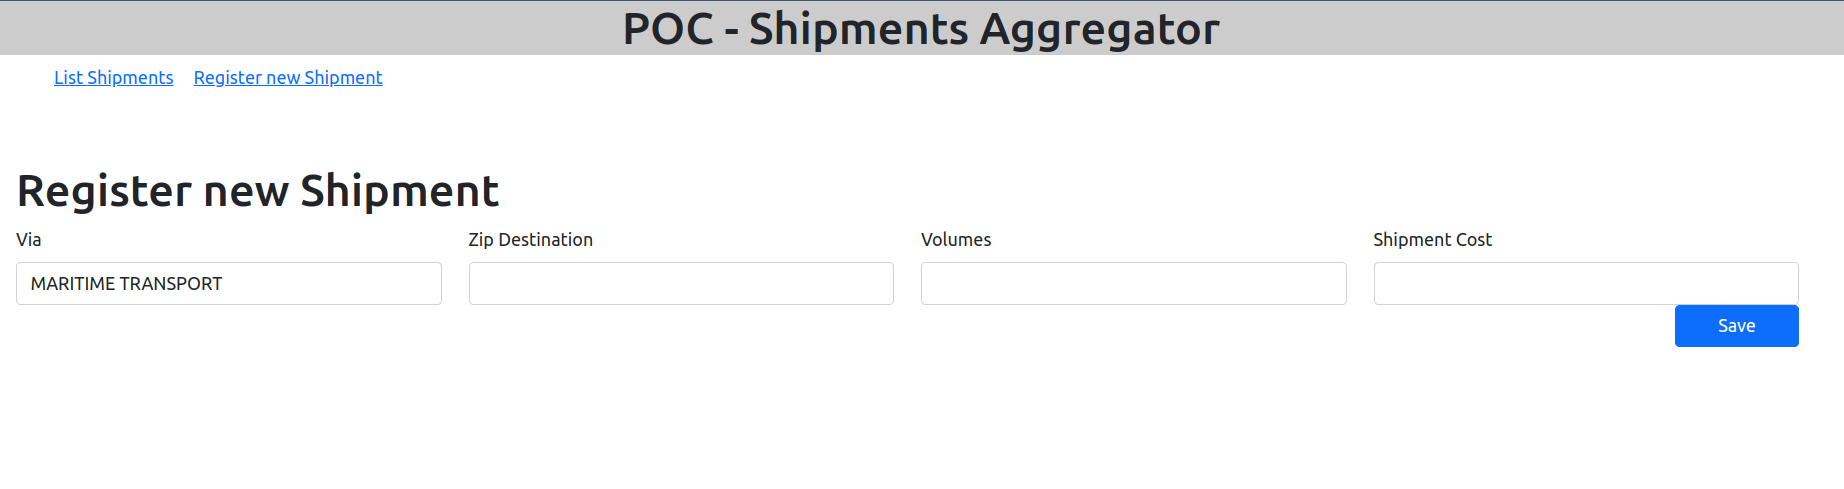 POC - Shipments Aggregator
List Shipments Register new Shipment
Register new Shipment
Via Zip Destination Volumes Shipment Cost
MARITIME TRANSPORT
Save